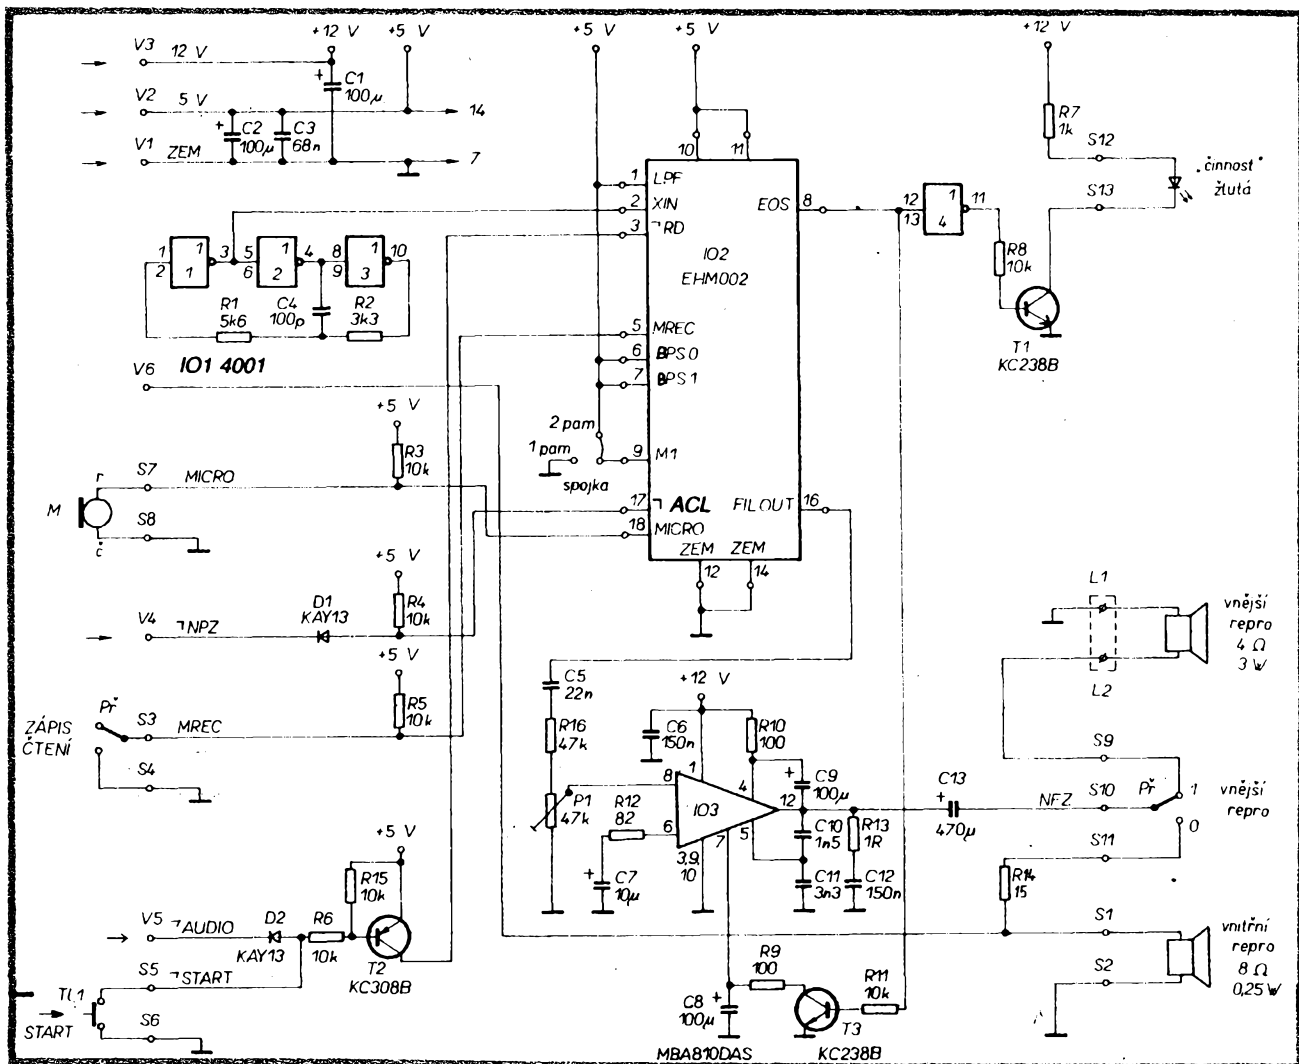 +12 V
+5 V
V3
12 V
+
C1
100µ
V2
5 V
14
+
C2
100µ
C3
68n
V1
ZEM
7
+5 V
+5 V
10
11
1
LPF
2
XIN
3
¬RD
IO2
EHM002
5
MREC
6
BPS0
7
BPS1
9
M1
17
¬ACL
18
MICRO
EOS
8
FILOUT
16
ZEM
ZEM
12
14
2 pam
1 pam
spojka
+12 V
R7
1k
S12
S13
„činnost“
žlutá
12
13
1
4
11
R8
10k
T1
KC238B
1
2
1
1
3
5
6
1
2
4
8
9
1
3
10
R1
5k6
C4
100p
R2
3k3
IO1 4001
V6
+5 V
R3
10k
M
r
č
S7
MICRO
S8
+5 V
R4
10k
D1
KAY13
V4
¬NPZ
+5 V
R5
10k
ZÁPIS
ČTENÍ
Př
S3
MREC
S4
+5 V
R15
10k
V5
¬AUDIO
D2
KAY13
R6
10k
T2
KC308B
S5
¬START
Tl.1
START
S6
C5
22n
R16
47k
P1
47k
+12 V
C6
150n
R10
100
8
1
4
IO3
12
6
7
5
3,9,
10
R12
82
+
C7
10µ
+
C9
100µ
C10
1n5
C11
3n3
R13
1R
C12
150n
C13
+
470µ
NFZ
R9
100
+
C8
100µ
R11
10k
T3
MBA810DAS
KC238B
L1
L2
vnější
repro
4 Ω
3 W
S9
S10
Př
1
0
vnější
repro
S11
R14
15
S1
S2
vnitřní
repro
8 Ω
0,25 W